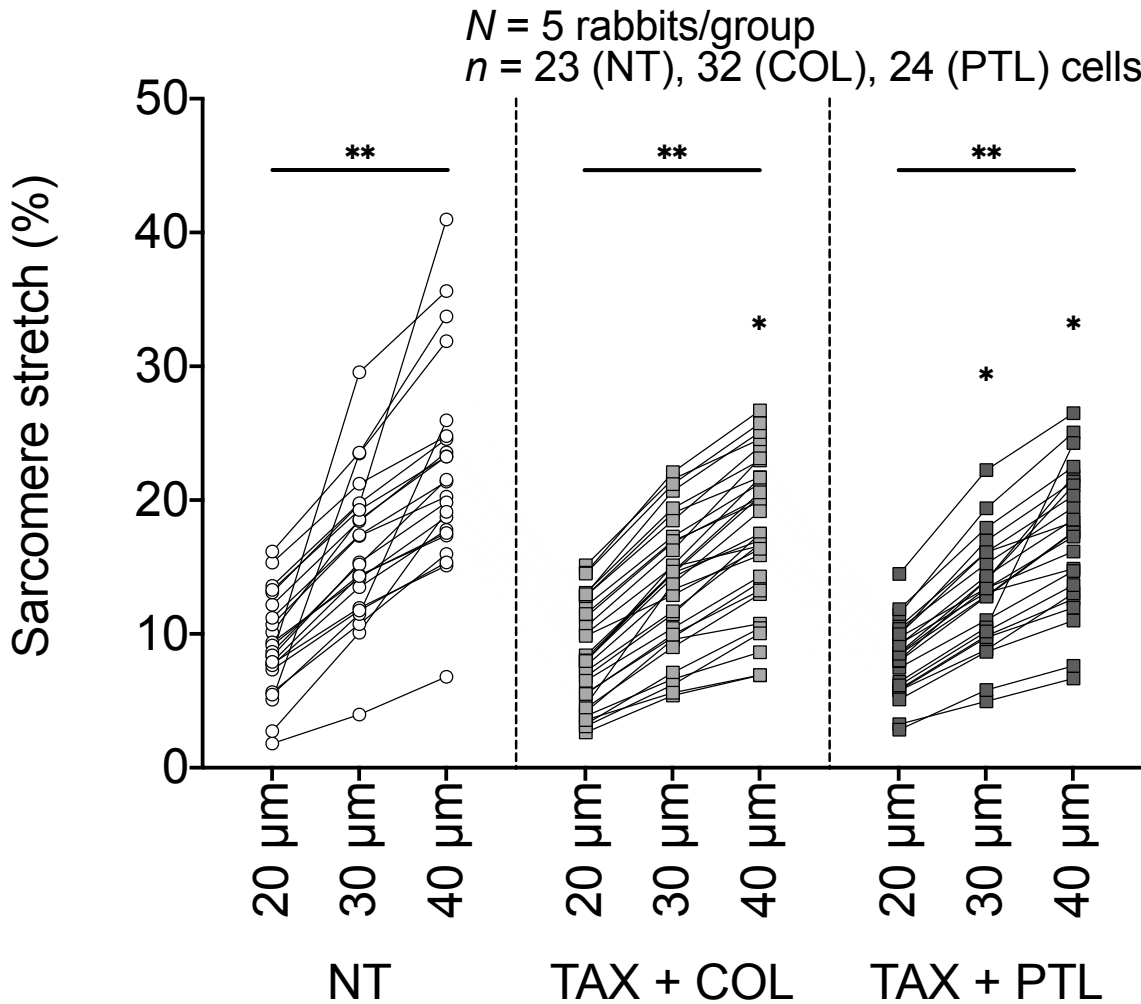 N = 5 rabbits/group
n = 23 (NT), 32 (COL), 24 (PTL) cells
Sarcomere stretch (%)
50
40
30
20
10
0
** ** **
* * *
20 µm 30 µm 40 µm 20 µm 30 µm 40 µm 20 µm 30 µm 40 µm
NT TAX + COL TAX + PTL